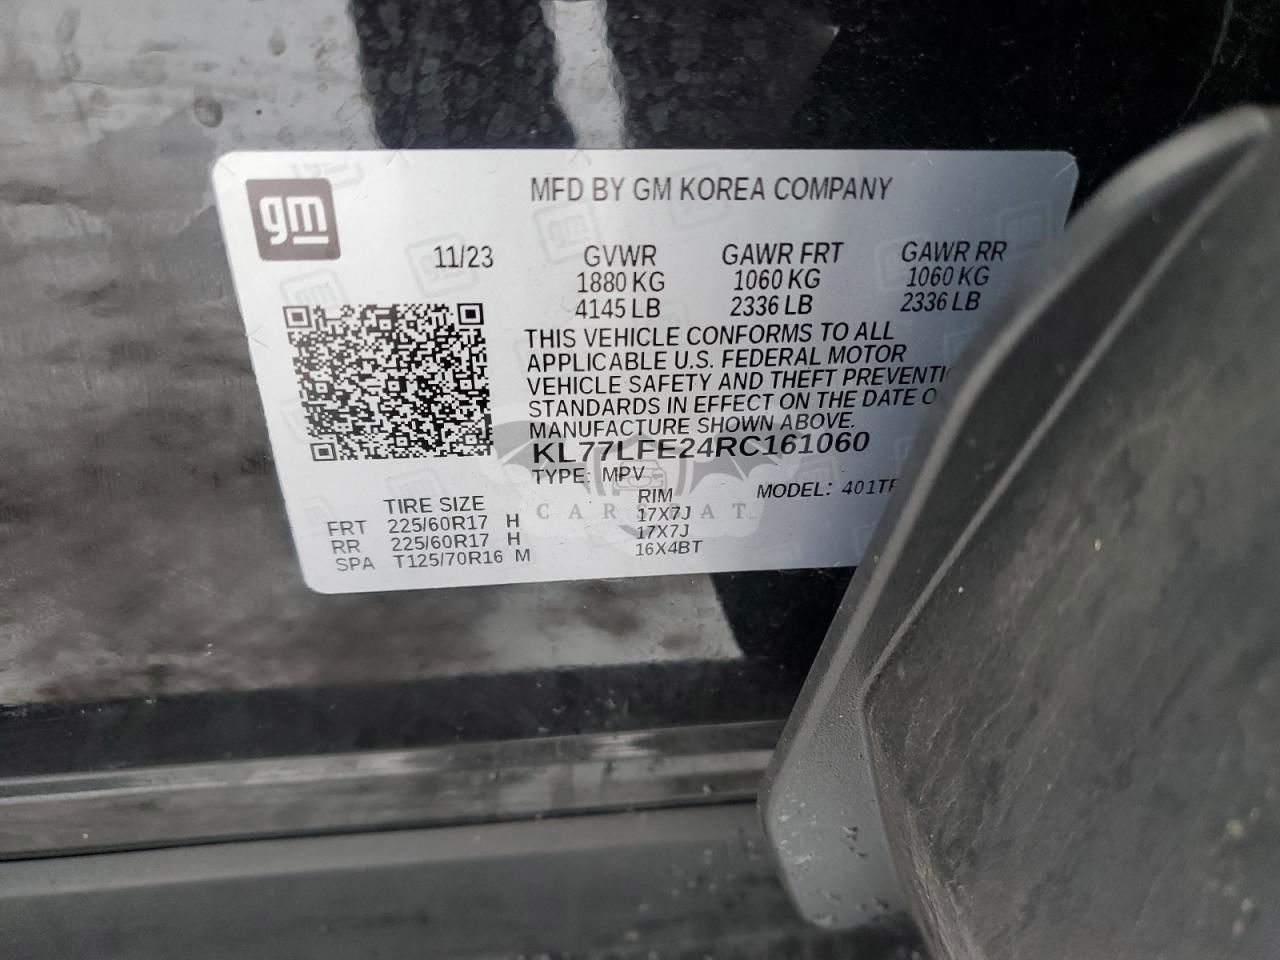 gm
MFD BY GM KOREA COMPANY
11/23 GVWR GAWR FRT GAWR RR
1880 KG 1060 KG 1060 KG
4145 LB 2336 LB 2336 LB
THIS VEHICLE CONFORMS TO ALL
APPLICABLE U.S. FEDERAL MOTOR
VEHICLE SAFETY AND THEFT
STANDARDS IN EFFECT ON THE DATE
MANUFACTURE SHOWN ABOVE.
KL77LFE24RC161060
TYPE: MPV MODEL:
TIRE SIZE RIM
FRT 225/60R17 H 17X7J
RR 225/60R17 H 17X7J
SPA T125/70R16 M 16X4BT